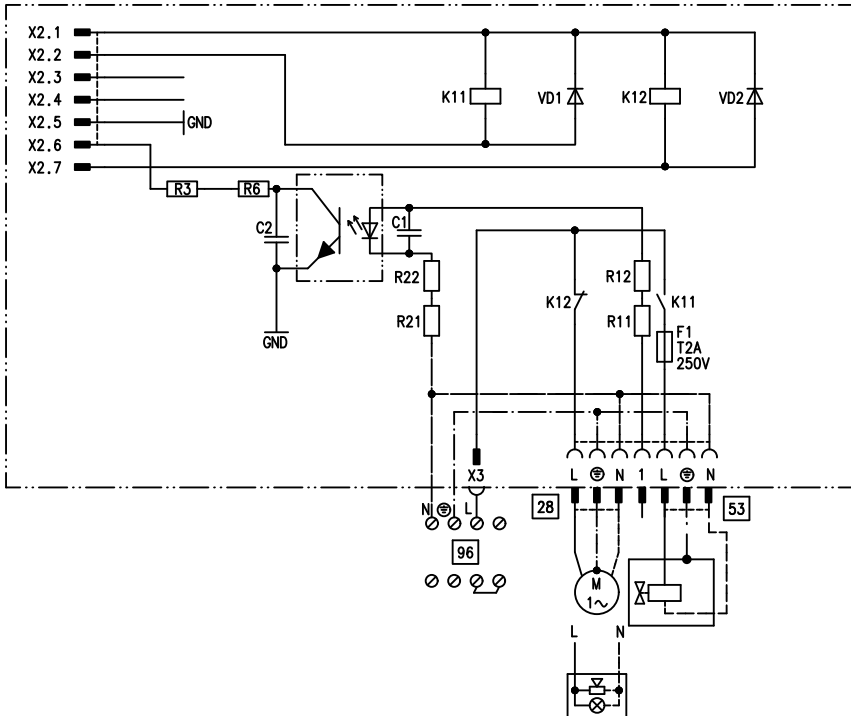 X2.1
X2.2
X2.3
X2.4
X2.5
X2.6
X2.7
GND
K11
VD1
K12
VD2
R3
R6
C2
C1
GND
R22
R21
K12
R12
R11
K11
F1
T2A
250V
X3
L
N
1
L
N
N
L
28
53
96
M
1~
L
N